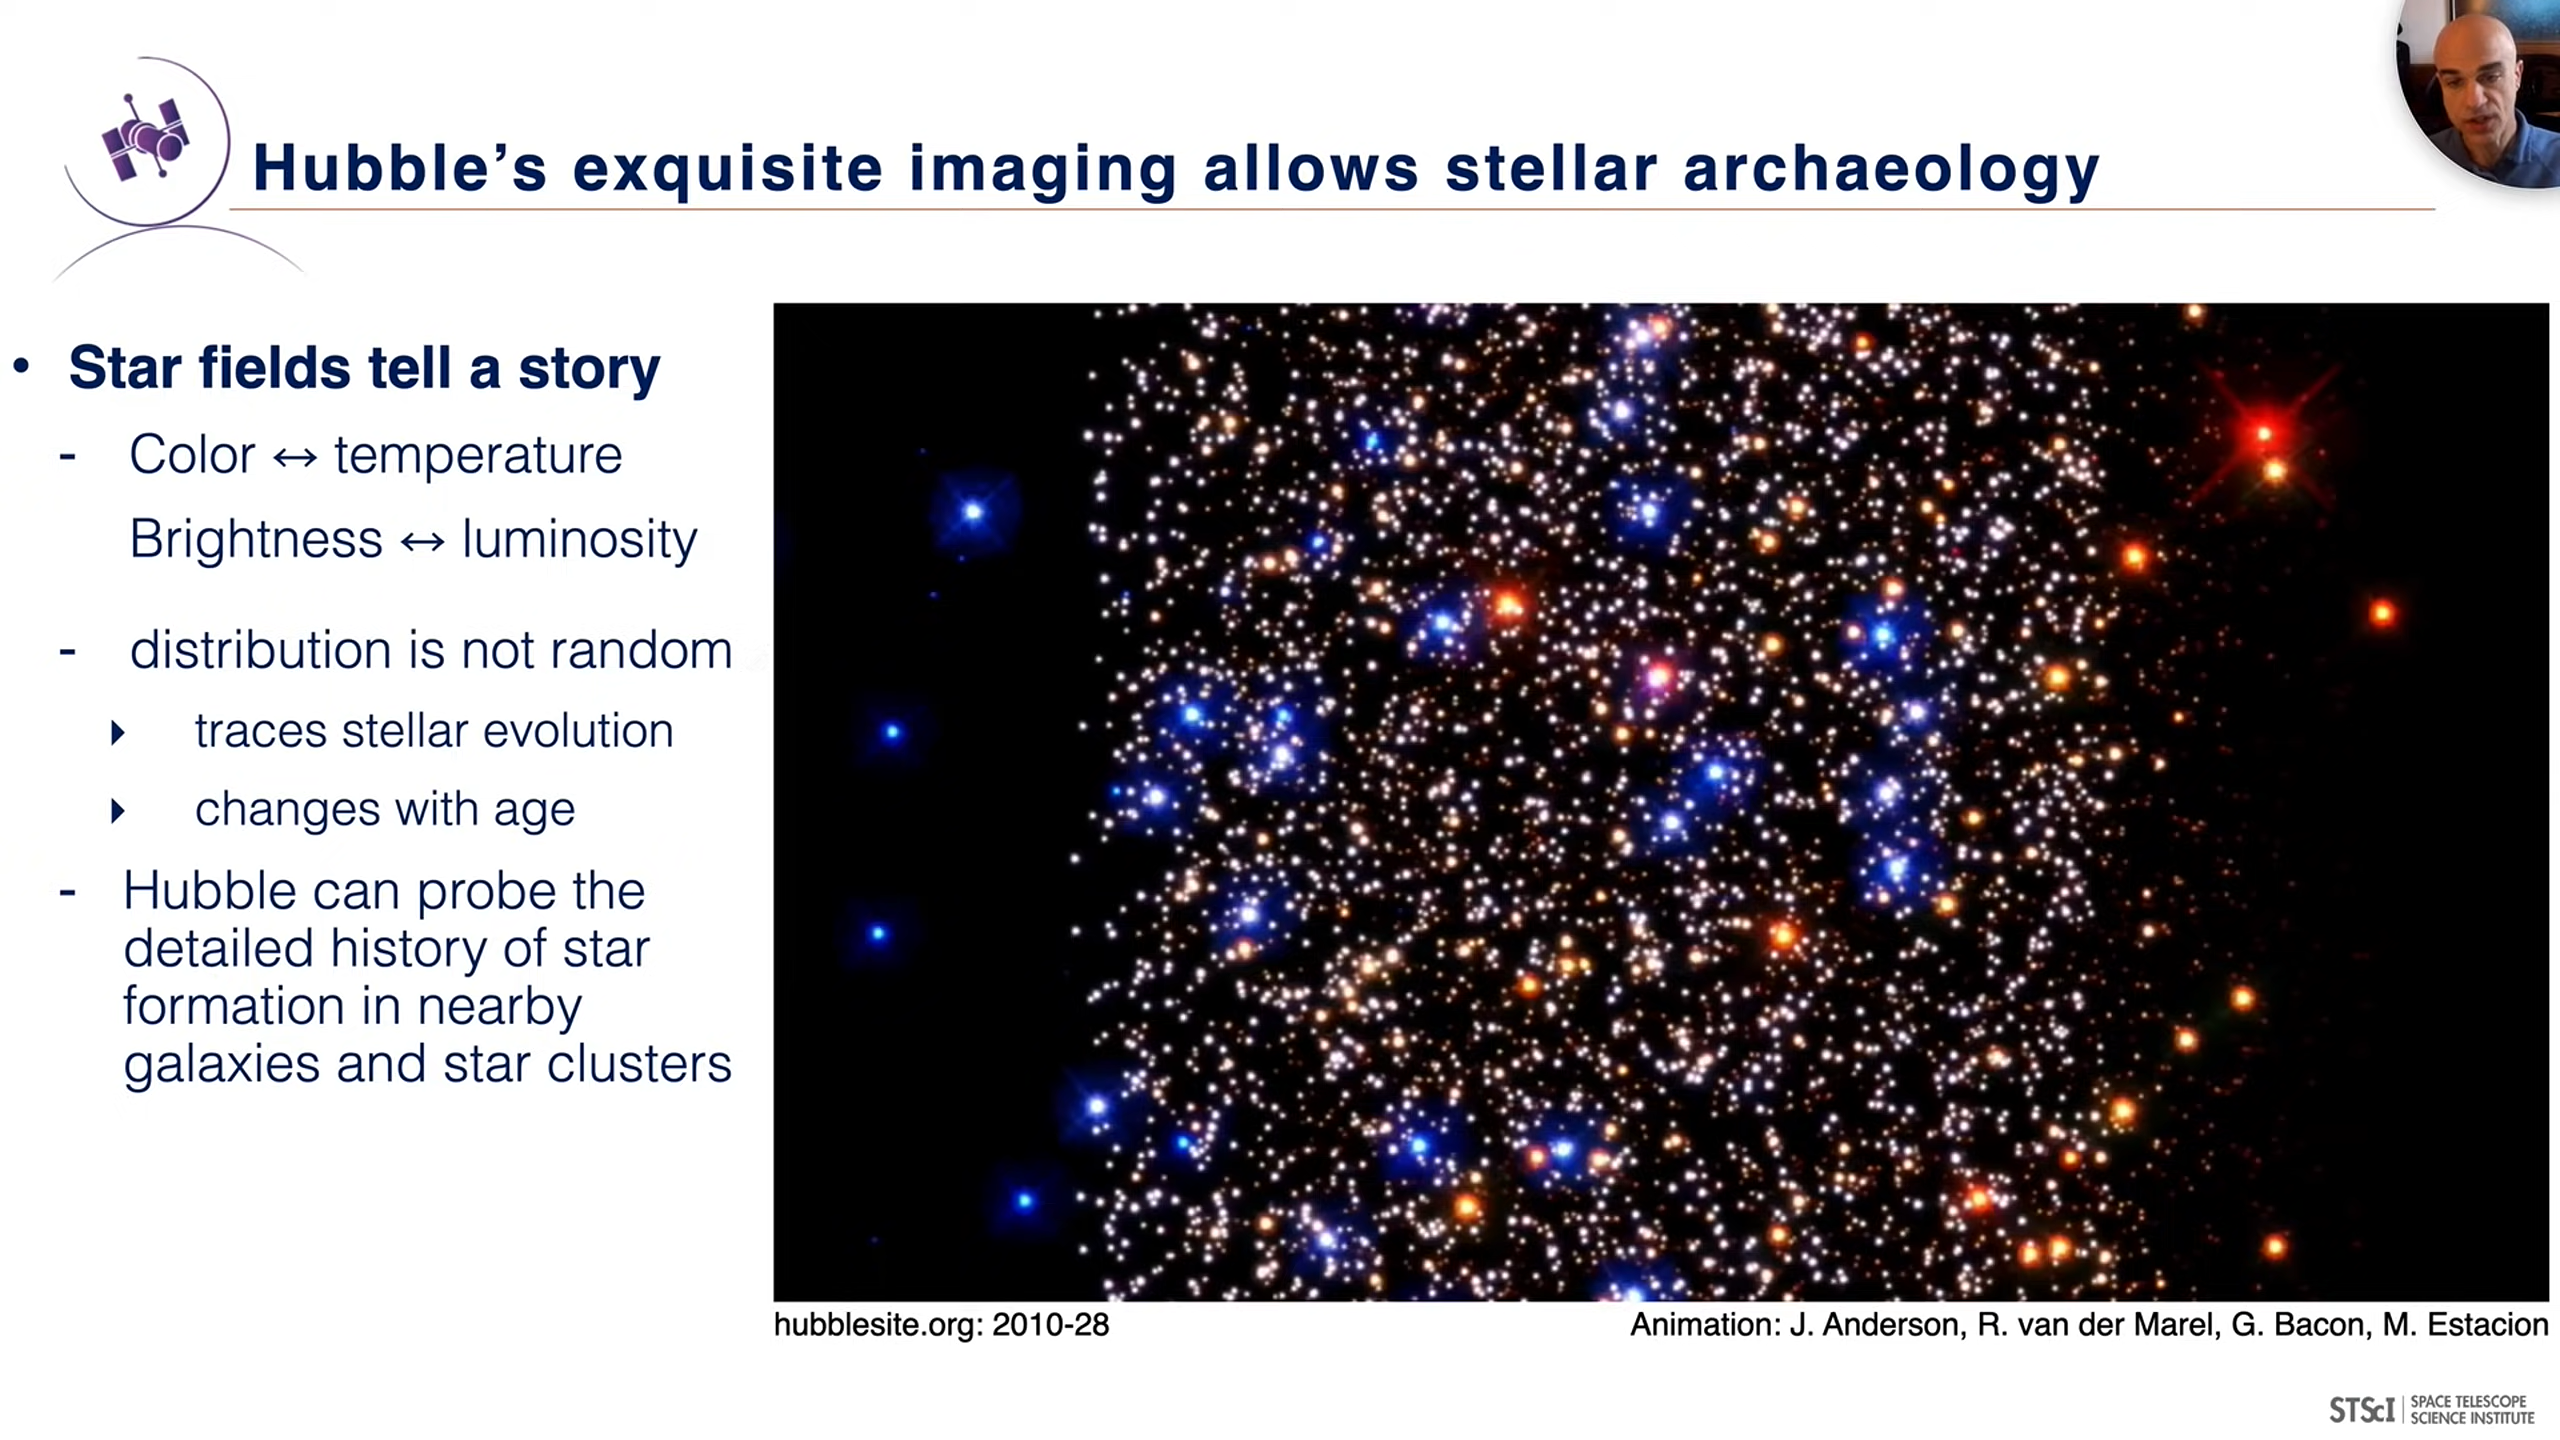 Hubble’s exquisite imaging allows stellar archaeology
• Star fields tell a story
- Color ↔ temperature
Brightness ↔ luminosity
- distribution is not random
‣ traces stellar evolution
‣ changes with age
- Hubble can probe the
detailed history of star
formation in nearby
galaxies and star clusters
hubblesite.org: 2010-28
Animation: J. Anderson, R. van der Marel, G. Bacon, M. Estacion
STScI | SPACE TELESCOPE
SCIENCE INSTITUTE